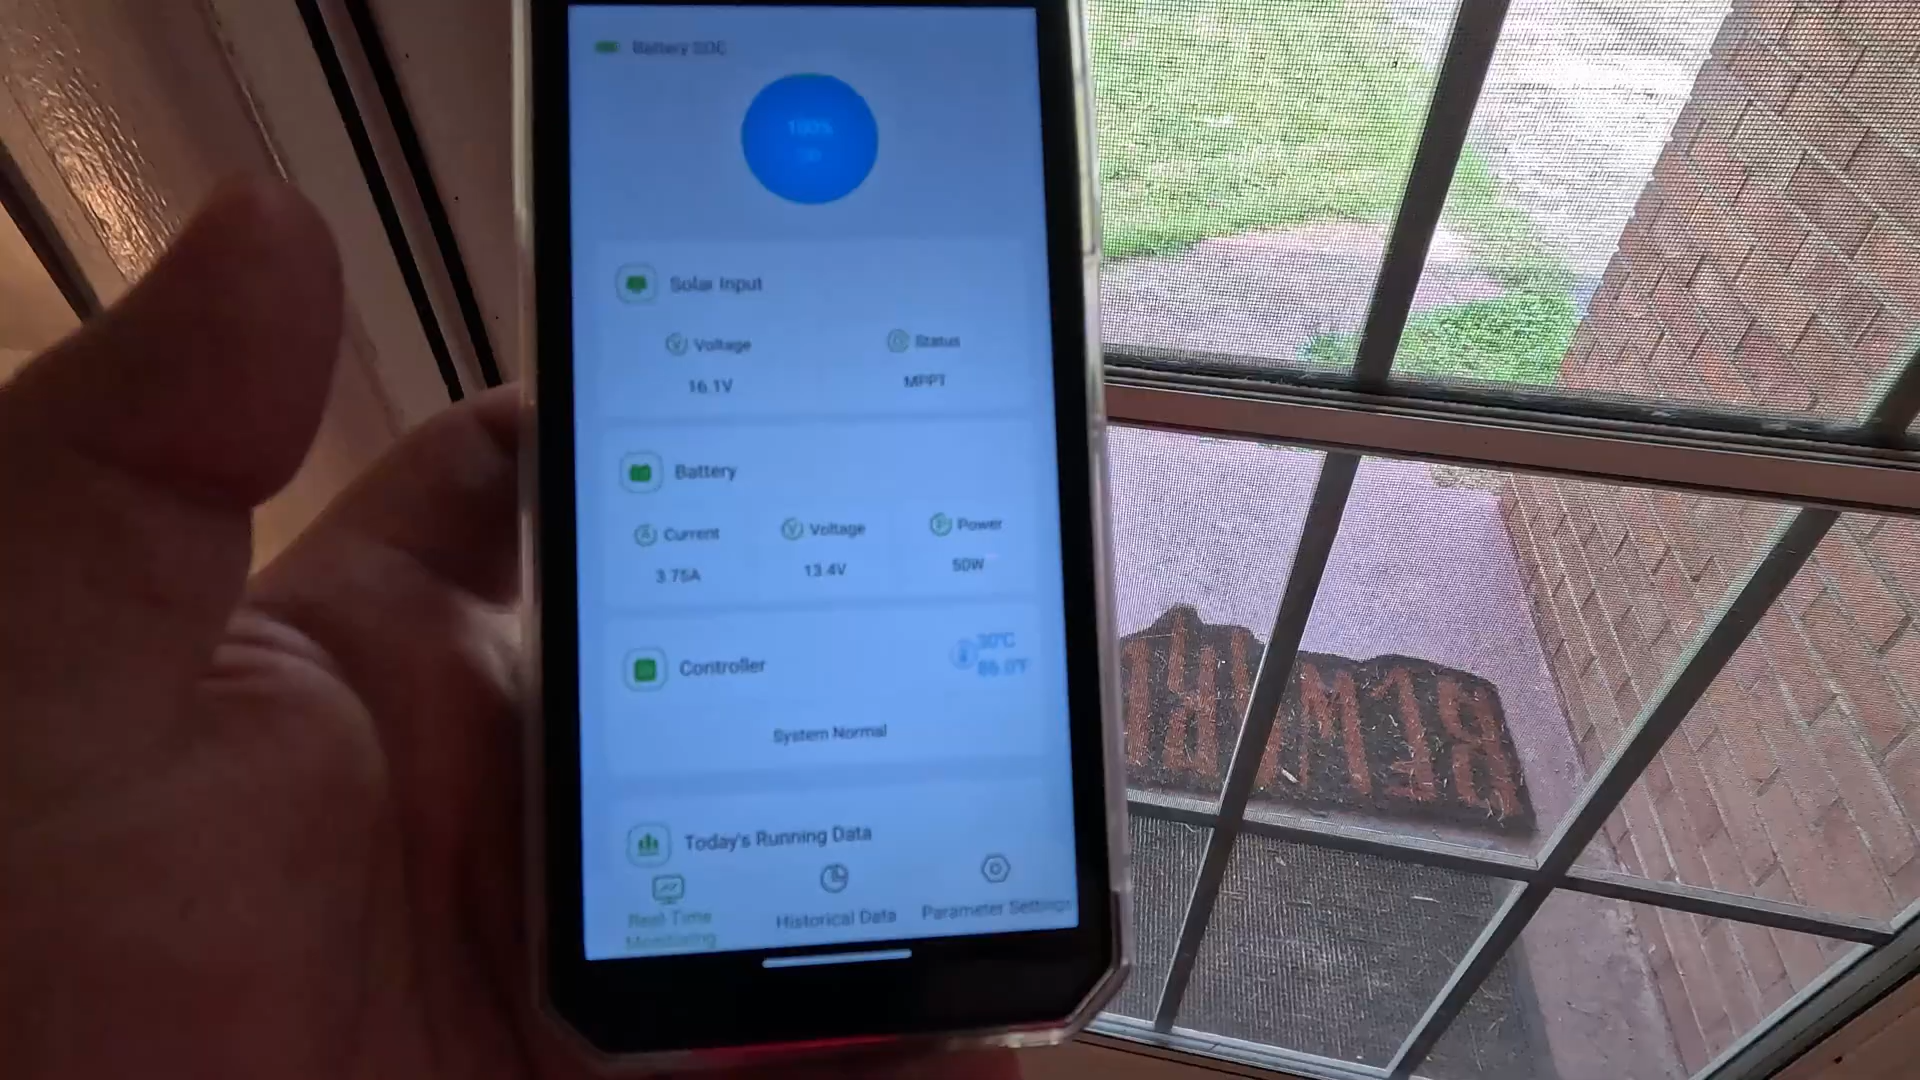 Battery SOC
100%
Solar Input
Voltage
Status
16.1V
MPPT
Battery
Current
Voltage
Power
3.75A
13.4V
50W
Controller
30°C
86.0°F
System Normal
Today's Running Data
Real Time
Monitoring
Historical Data
Parameter Settings